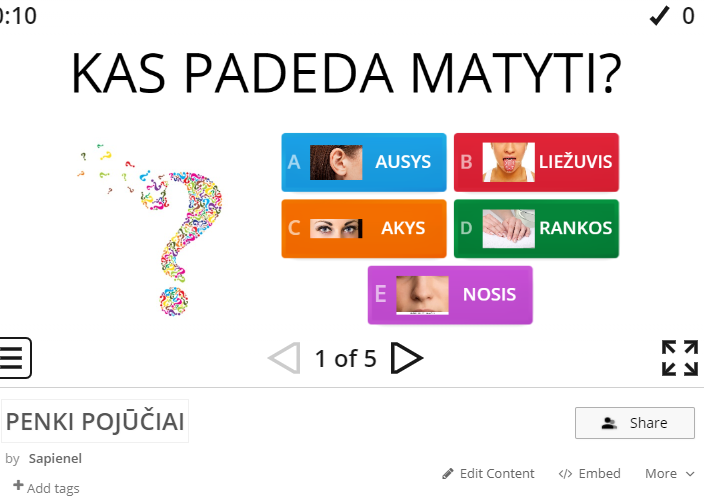 0:10
0
KAS PADEDA MATYTI?
A AUSYS
B LIEŽUVIS
C AKYS
D RANKOS
E NOSIS
1 of 5
PENKI POJŪČIAI
Share
by Sapienel
Edit Content
Embed
More
Add tags